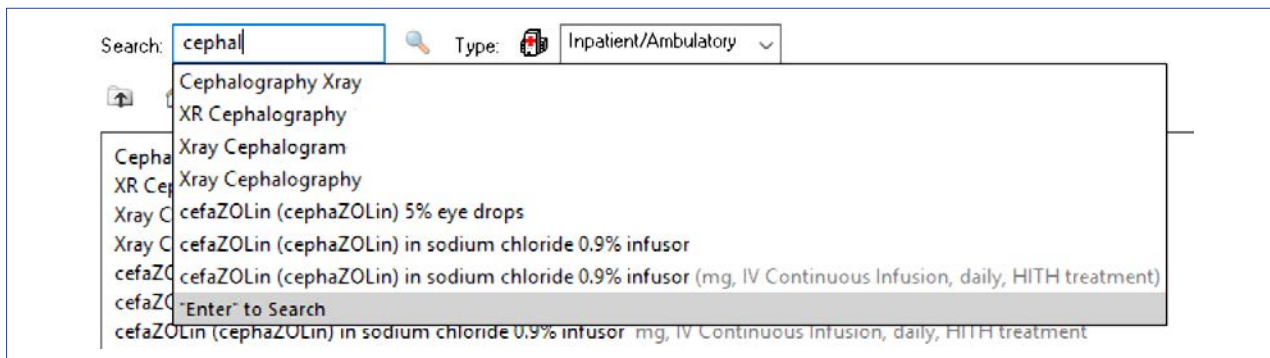 Search: cephal Type: Inpatient/Ambulatory
Cephalography Xray
XR Cephalography
Xray Cephalogram
Xray Cephalography
cefaZOLin (cephaZOLin) 5% eye drops
cefaZOLin (cephaZOLin) in sodium chloride 0.9% infusor
cefaZOLin (cephaZOLin) in sodium chloride 0.9% infusor (mg, IV Continuous Infusion, daily, HITH treatment)
"Enter" to Search
Cepha
XR Cep
Xray C
Xray C
cefaZO
cefaZO
cefaZOLin (cephaZOLin) in sodium chloride 0.9% infusor mg, IV Continuous Infusion, daily, HITH treatment